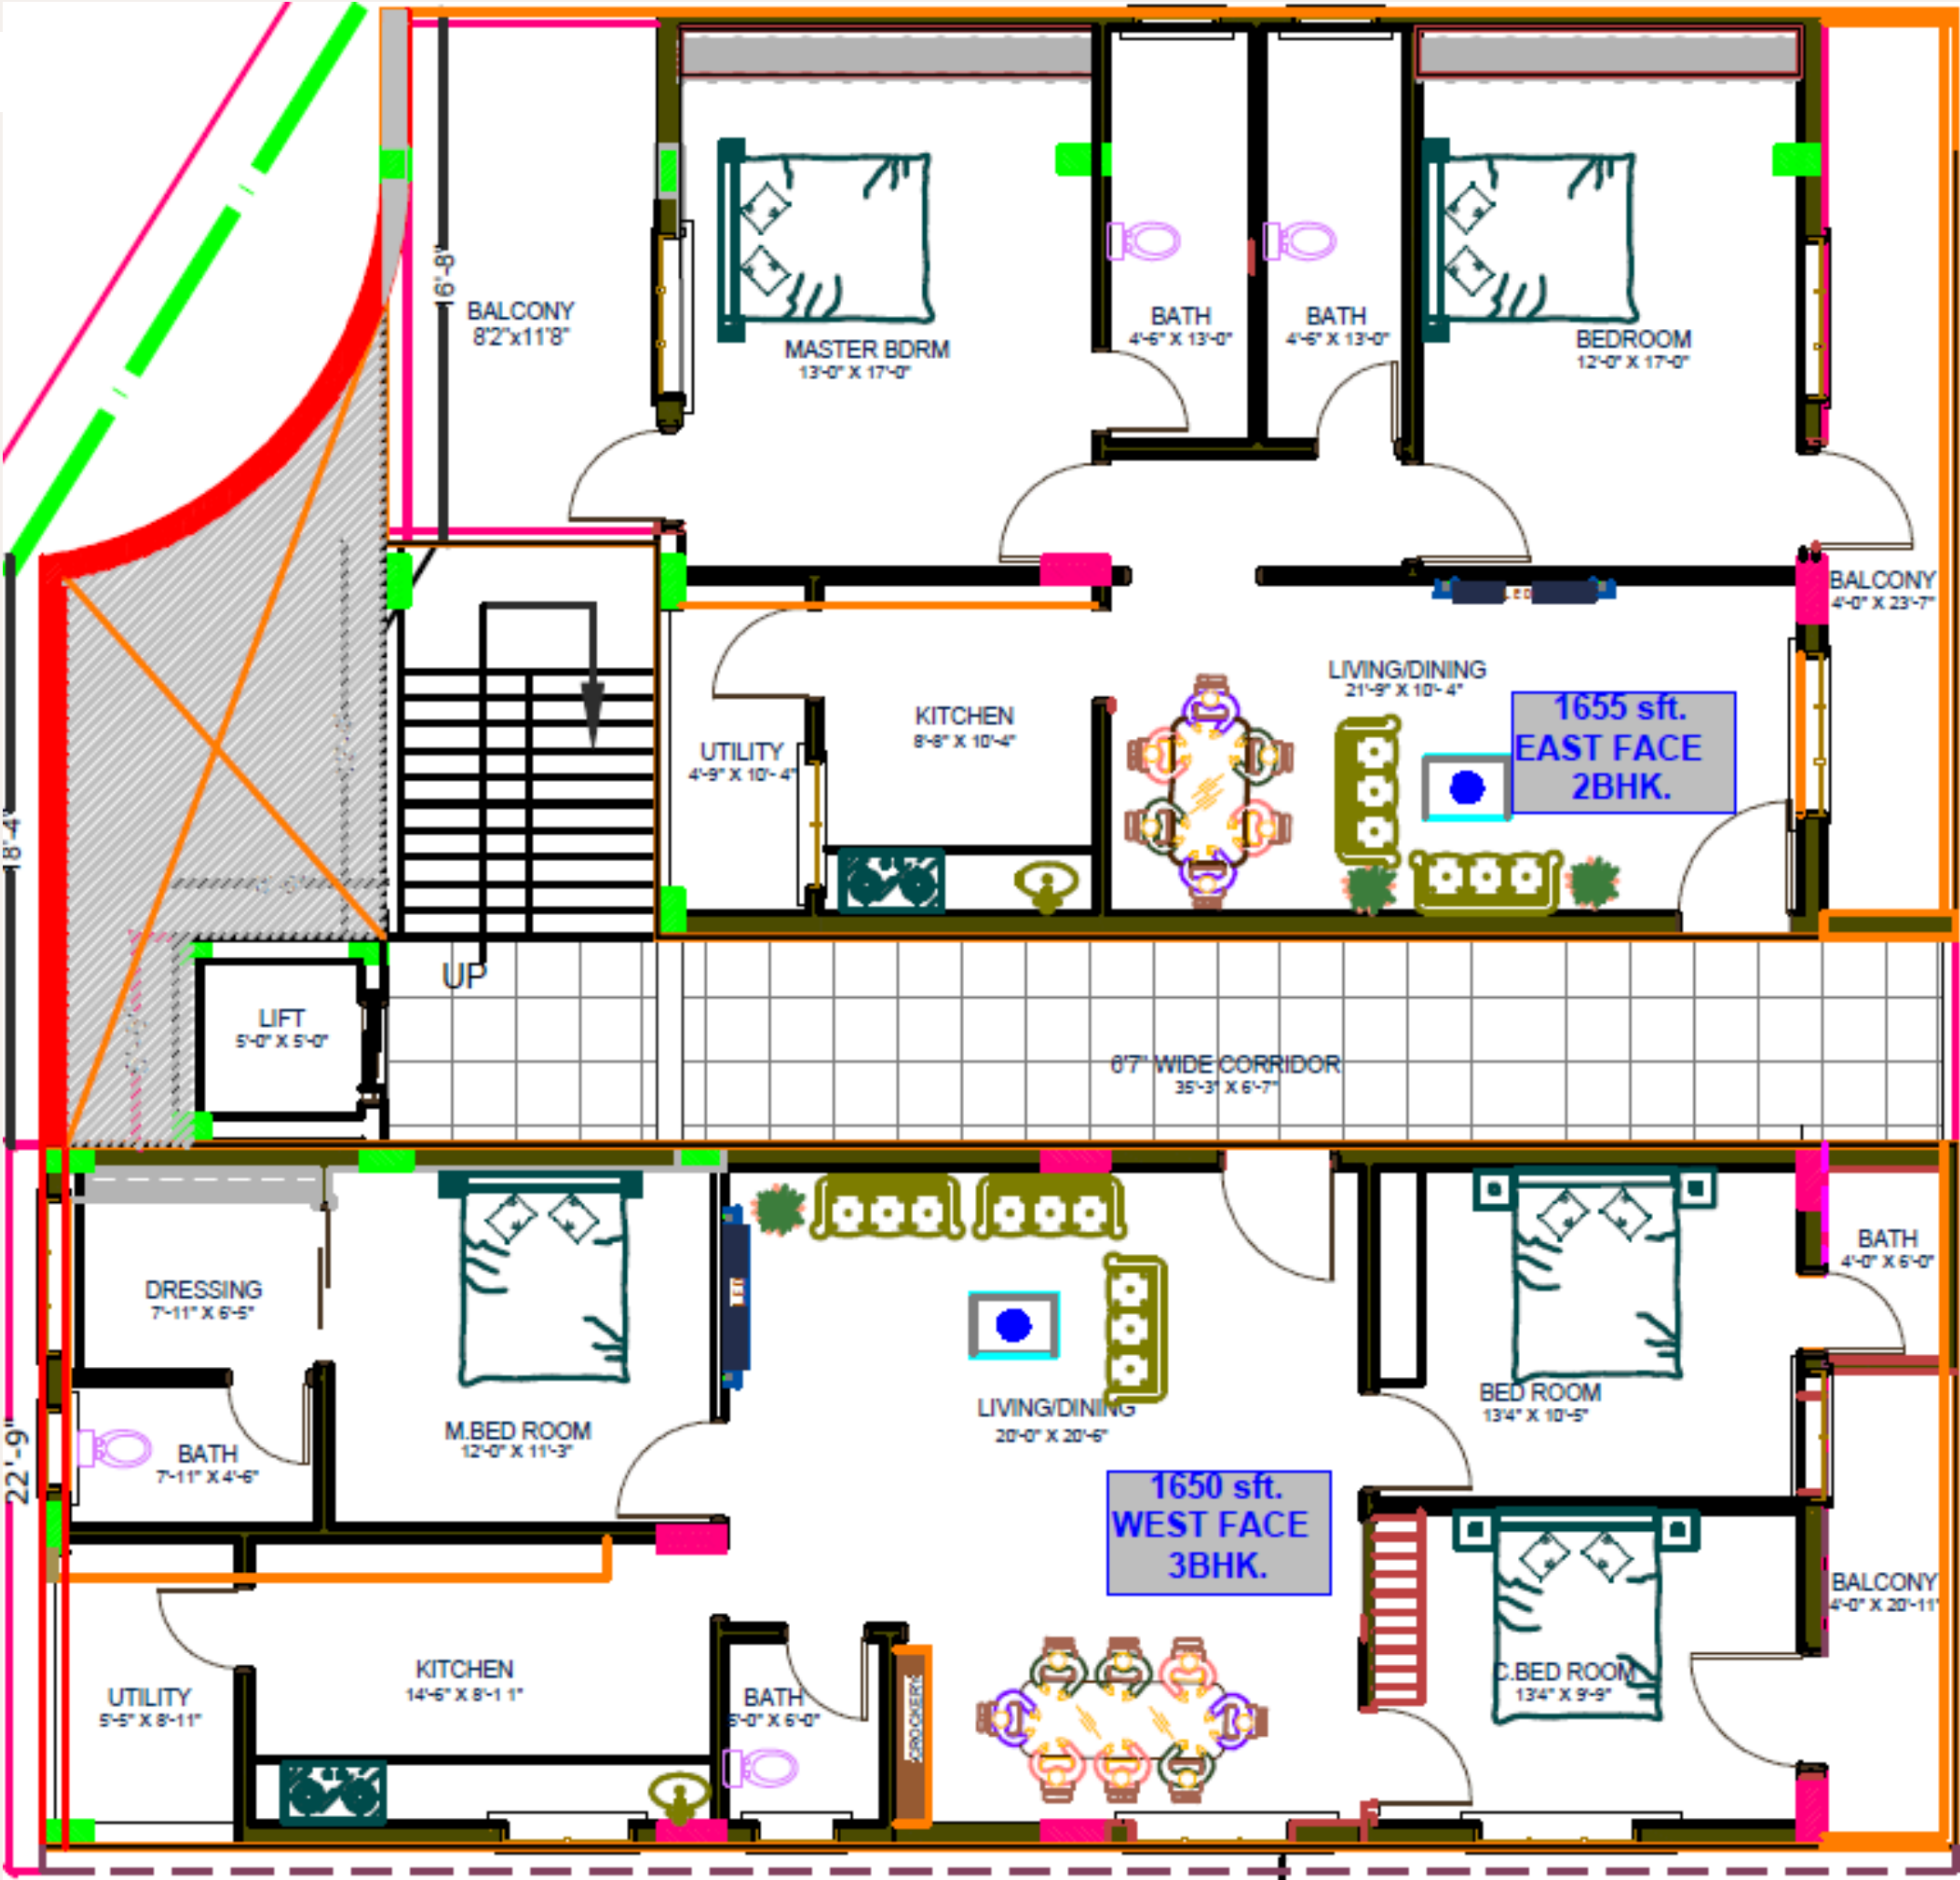 16'-8"
BALCONY
8'2"x11'8"
MASTER BDRM
13'-0" X 17'-0"
BATH
4'-6" X 13'-0"
BATH
4'-6" X 13'-0"
BEDROOM
12'-0" X 17'-0"
BALCONY
4'-0" X 23'-7"
LED
LIVING/DINING
21'-9" X 10'- 4"
1655 sft.
EAST FACE
2BHK.
KITCHEN
8'-8" X 10'-4"
UTILITY
4'-9" X 10'- 4"
18'-4"
UP
LIFT
5'-0" X 5'-0"
6'7" WIDE CORRIDOR
35'-3" X 6'-7"
DRESSING
7'-11" X 6'-5"
M.BED ROOM
12'-0" X 11'-3"
BATH
7'-11" X 4'-6"
LED
LIVING/DINING
20'-0" X 20'-6"
1650 sft.
WEST FACE
3BHK.
BED ROOM
13'4" X 10'-5"
BATH
4'-0" X 6'-0"
22'-9"
BALCONY
4'-0" X 20'-11"
C.BED ROOM
13'4" X 9'-9"
KITCHEN
14'-6" X 8'-1 1"
UTILITY
5'-5" X 8'-11"
BATH
5'-0" X 6'-0"
CROCKERY